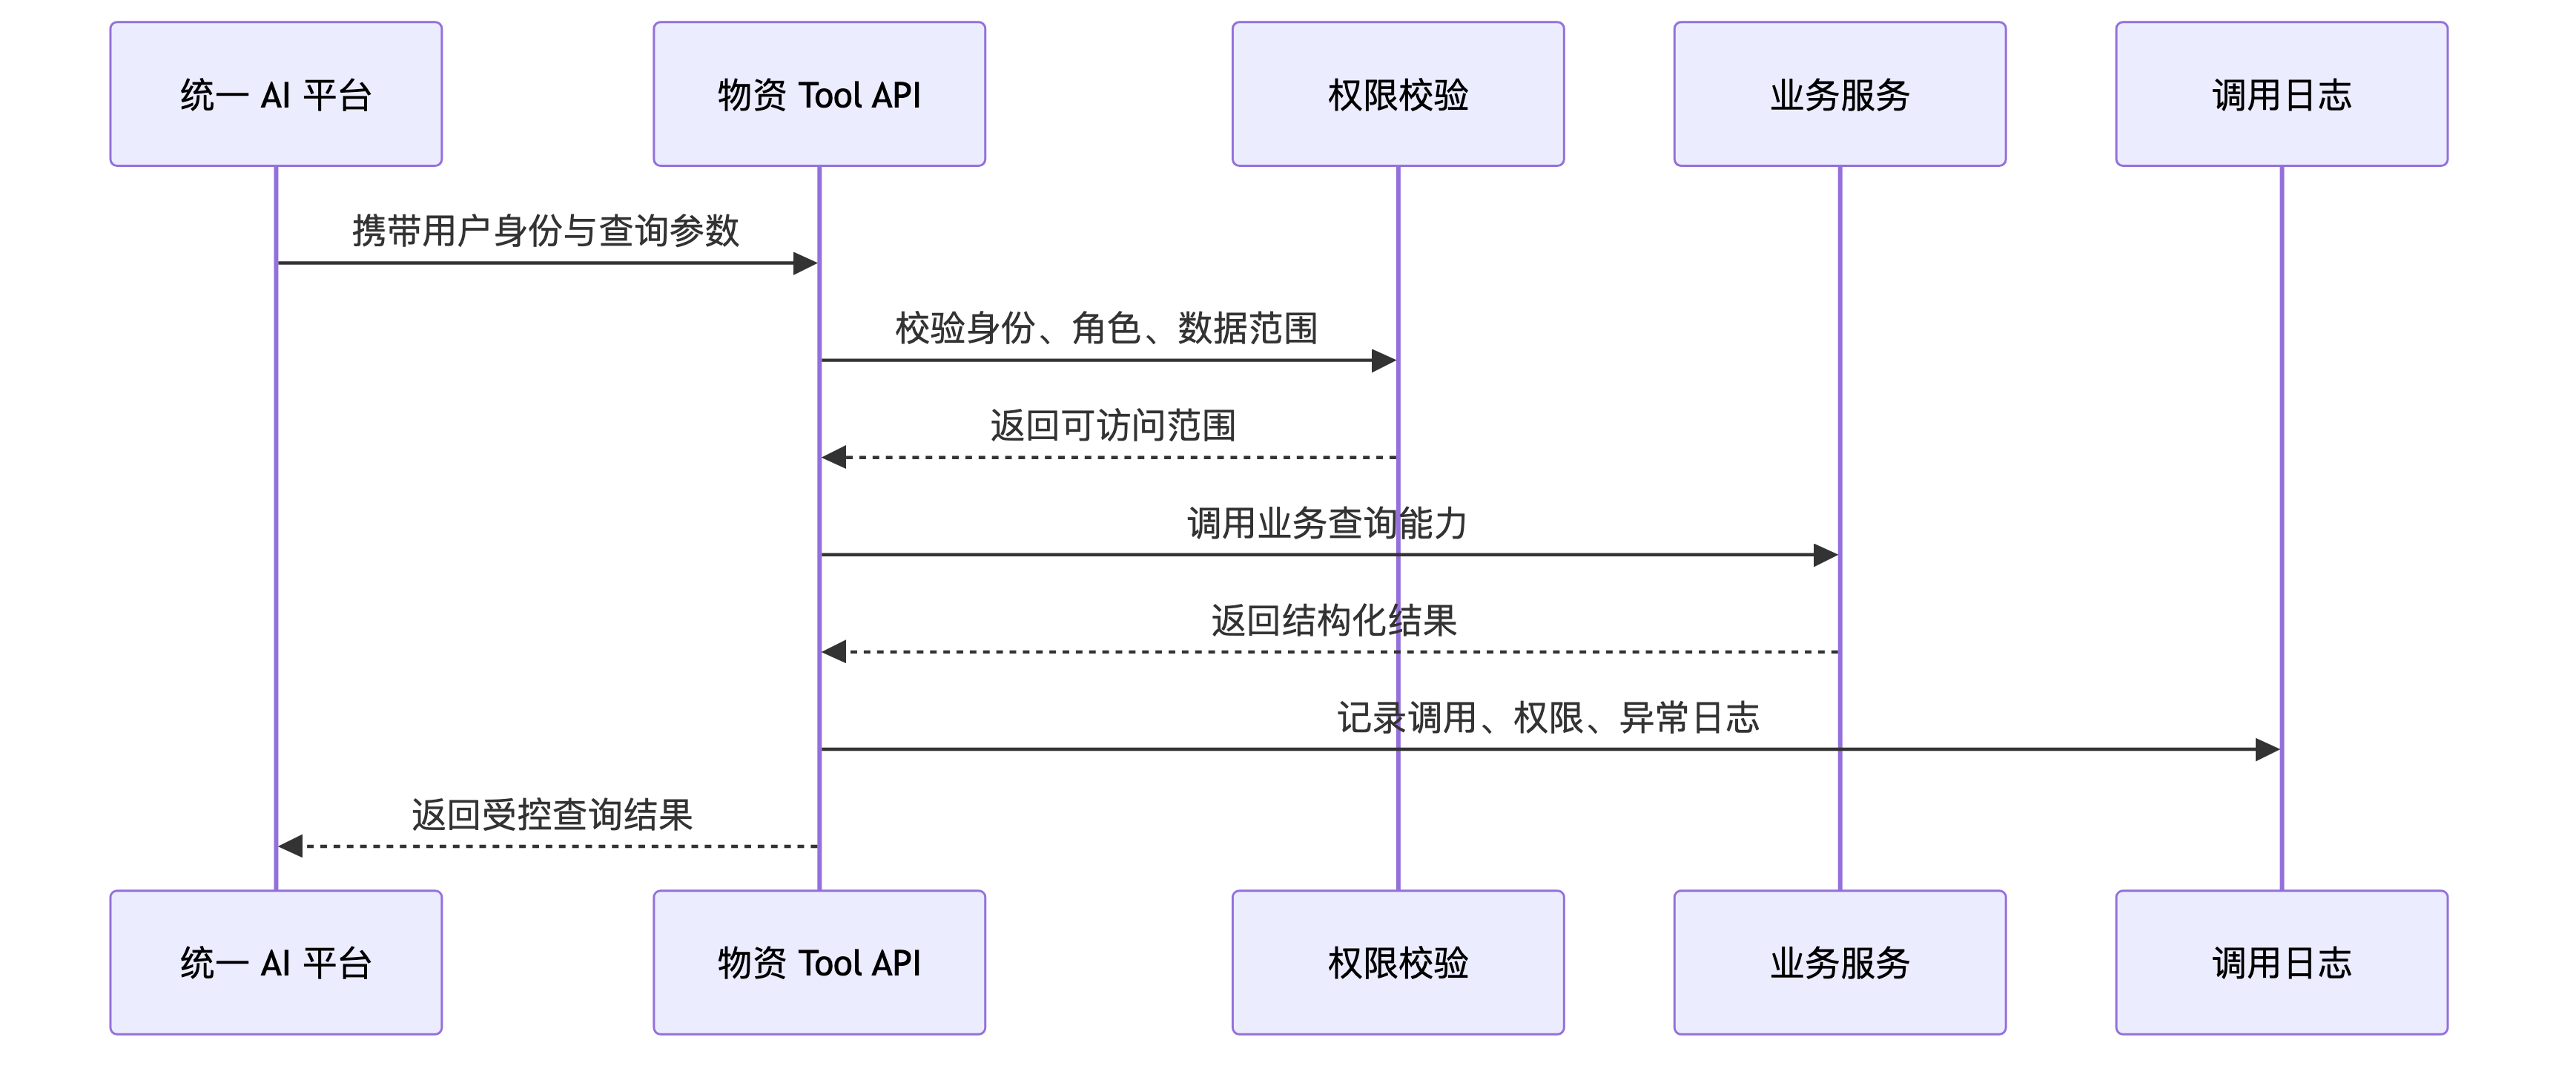 统一 AI 平台
物资 Tool API
权限校验
业务服务
调用日志
携带用户身份与查询参数
校验身份、角色、数据范围
返回可访问范围
调用业务查询能力
返回结构化结果
记录调用、权限、异常日志
返回受控查询结果
统一 AI 平台
物资 Tool API
权限校验
业务服务
调用日志